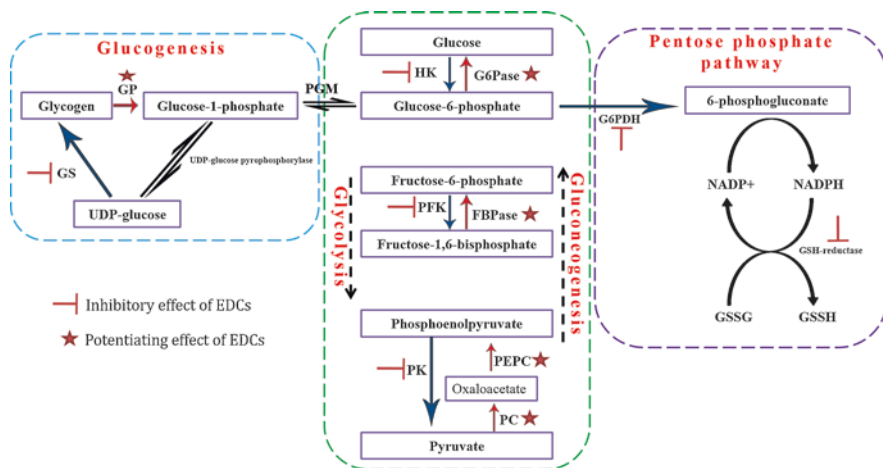 Glucogenesis
GP
Glycogen
Glucose-1-phosphate
GS
UDP-glucose pyrophosphorylase
UDP-glucose
PGM
Inhibitory effect of EDCs
Potentiating effect of EDCs
Glucose
HK
G6Pase
Glucose-6-phosphate
Fructose-6-phosphate
PFK
FBPase
Fructose-1,6-bisphosphate
Glycolysis
Gluconeogenesis
Phosphoenolpyruvate
PK
PEPC
Oxaloacetate
PC
Pyruvate
Pentose phosphate
pathway
G6PDH
6-phosphogluconate
NADP+
NADPH
GSH-reductase
GSSG
GSSH